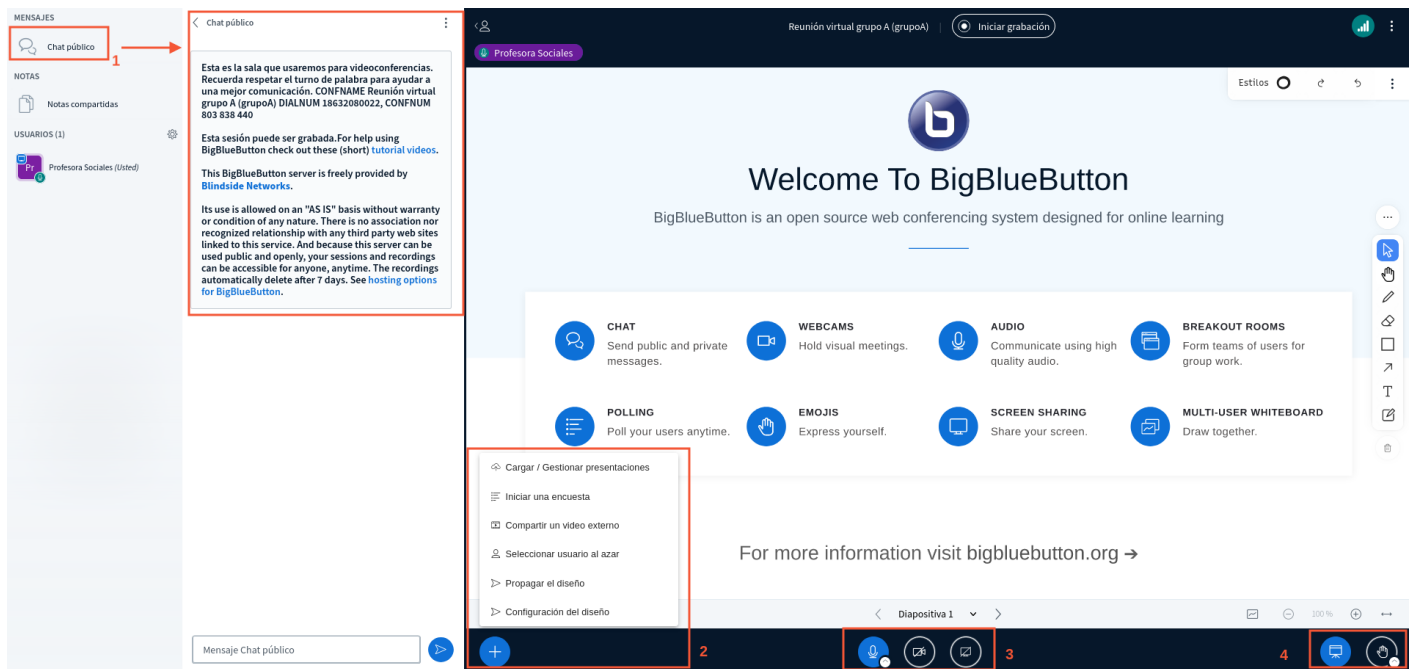 MENSAJES
Chat público
1
NOTAS
Notas compartidas
USUARIOS (1)
Pr
Profesora Sociales (Usted)
Chat público
Esta es la sala que usaremos para videoconferencias.
Recuerda respetar el turno de palabra para ayudar a
una mejor comunicación. CONFNAME Reunión virtual
grupo A (grupoA) DIALNUM 18632080022, CONFNUM
803 838 440
Esta sesión puede ser grabada.For help using
BigBlueButton check out these (short) tutorial videos.
This BigBlueButton server is freely provided by
Blindside Networks.
Its use is allowed on an "AS IS" basis without warranty
or condition of any nature. There is no association nor
recognized relationship with any third party web sites
linked to this service. And because this server can be
used public and openly, your sessions and recordings
can be accessible for anyone, anytime. The recordings
automatically delete after 7 days. See hosting options
for BigBlueButton.
Mensaje Chat público
Reunión virtual grupo A (grupoA)
Iniciar grabación
Profesora Sociales
Estilos
b
Welcome To BigBlueButton
BigBlueButton is an open source web conferencing system designed for online learning
CHAT
Send public and private
messages.
WEBCAMS
Hold visual meetings.
AUDIO
Communicate using high
quality audio.
BREAKOUT ROOMS
Form teams of users for
group work.
POLLING
Poll your users anytime.
EMOJIS
Express yourself.
SCREEN SHARING
Share your screen.
MULTI-USER WHITEBOARD
Draw together.
T
Cargar / Gestionar presentaciones
Iniciar una encuesta
Compartir un video externo
Seleccionar usuario al azar
Propagar el diseño
Configuración del diseño
For more information visit bigbluebutton.org ➔
Diapositiva 1
100 %
2
3
4